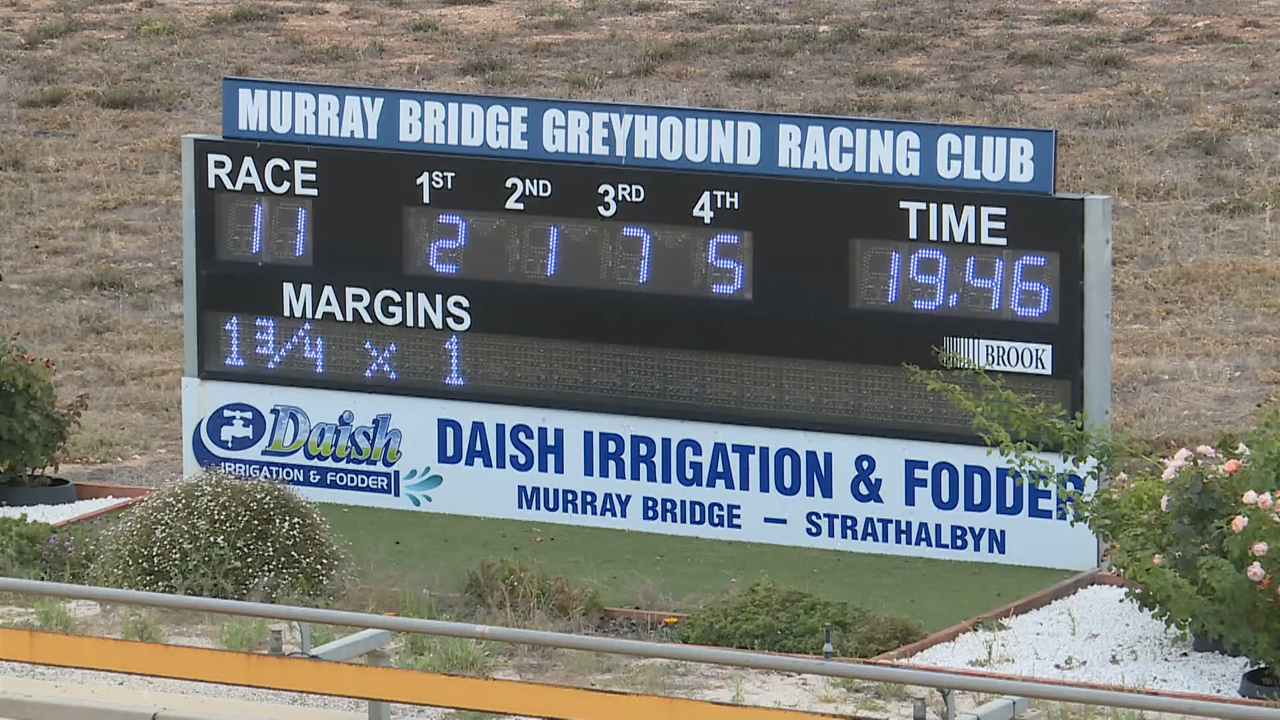 MURRAY BRIDGE GREYHOUND RACING CLUB
RACE 1ST 2ND 3RD 4TH TIME
11 2 1 7 5 19.46
MARGINS
1 3/4 x 1
BROOK
Daish
IRRIGATION & FODDER
DAISH IRRIGATION & FODDER
MURRAY BRIDGE – STRATHALBYN